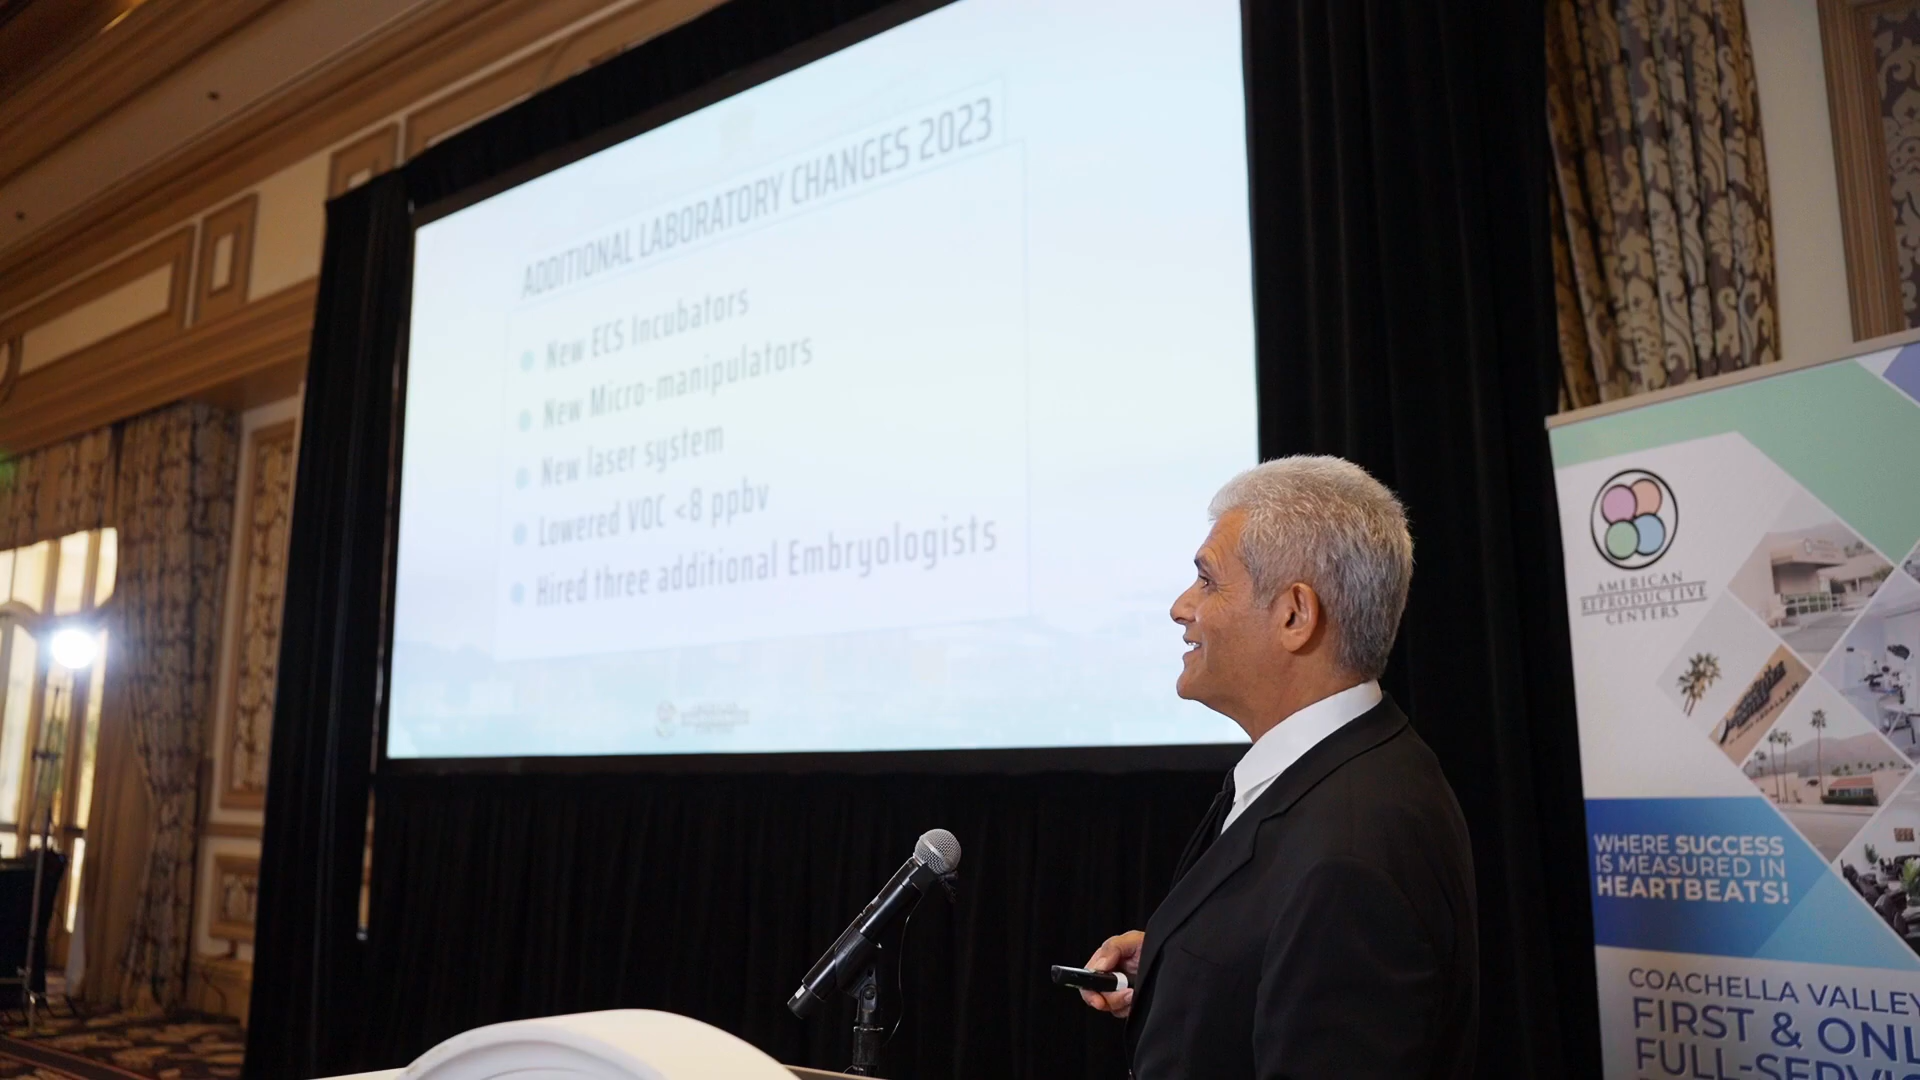 ADDITIONAL LABORATORY CHANGES 2023
New ECS Incubators
New Micro-manipulators
New laser system
Lowered VOC <8 ppbv
Hired three additional Embryologists
AMERICAN
REPRODUCTIVE
CENTERS
WHERE SUCCESS
IS MEASURED IN
HEARTBEATS!
COACHELLA VALLEY
FIRST & ONL
FULL-SERVIC